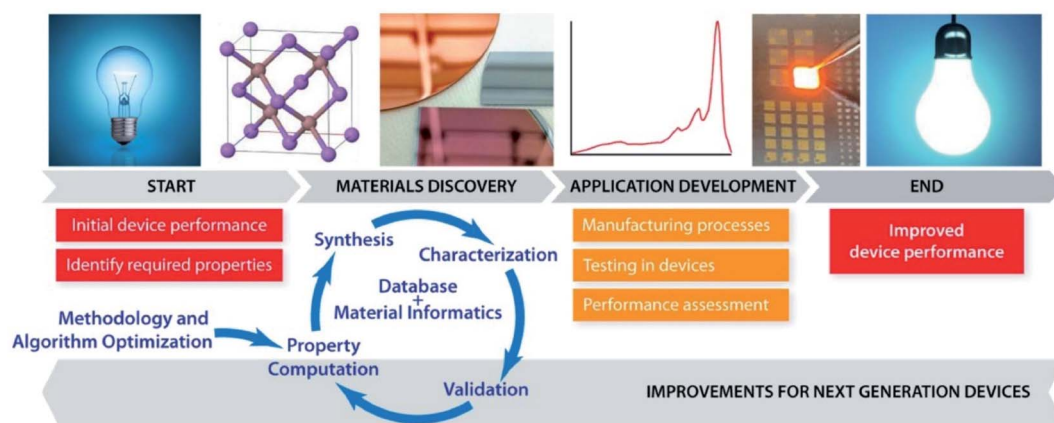 START
MATERIALS DISCOVERY
APPLICATION DEVELOPMENT
END
Initial device performance
Identify required properties
Synthesis
Characterization
Database
+
Material Informatics
Methodology and
Algorithm Optimization
Property
Computation
Validation
Manufacturing processes
Testing in devices
Performance assessment
Improved
device performance
IMPROVEMENTS FOR NEXT GENERATION DEVICES